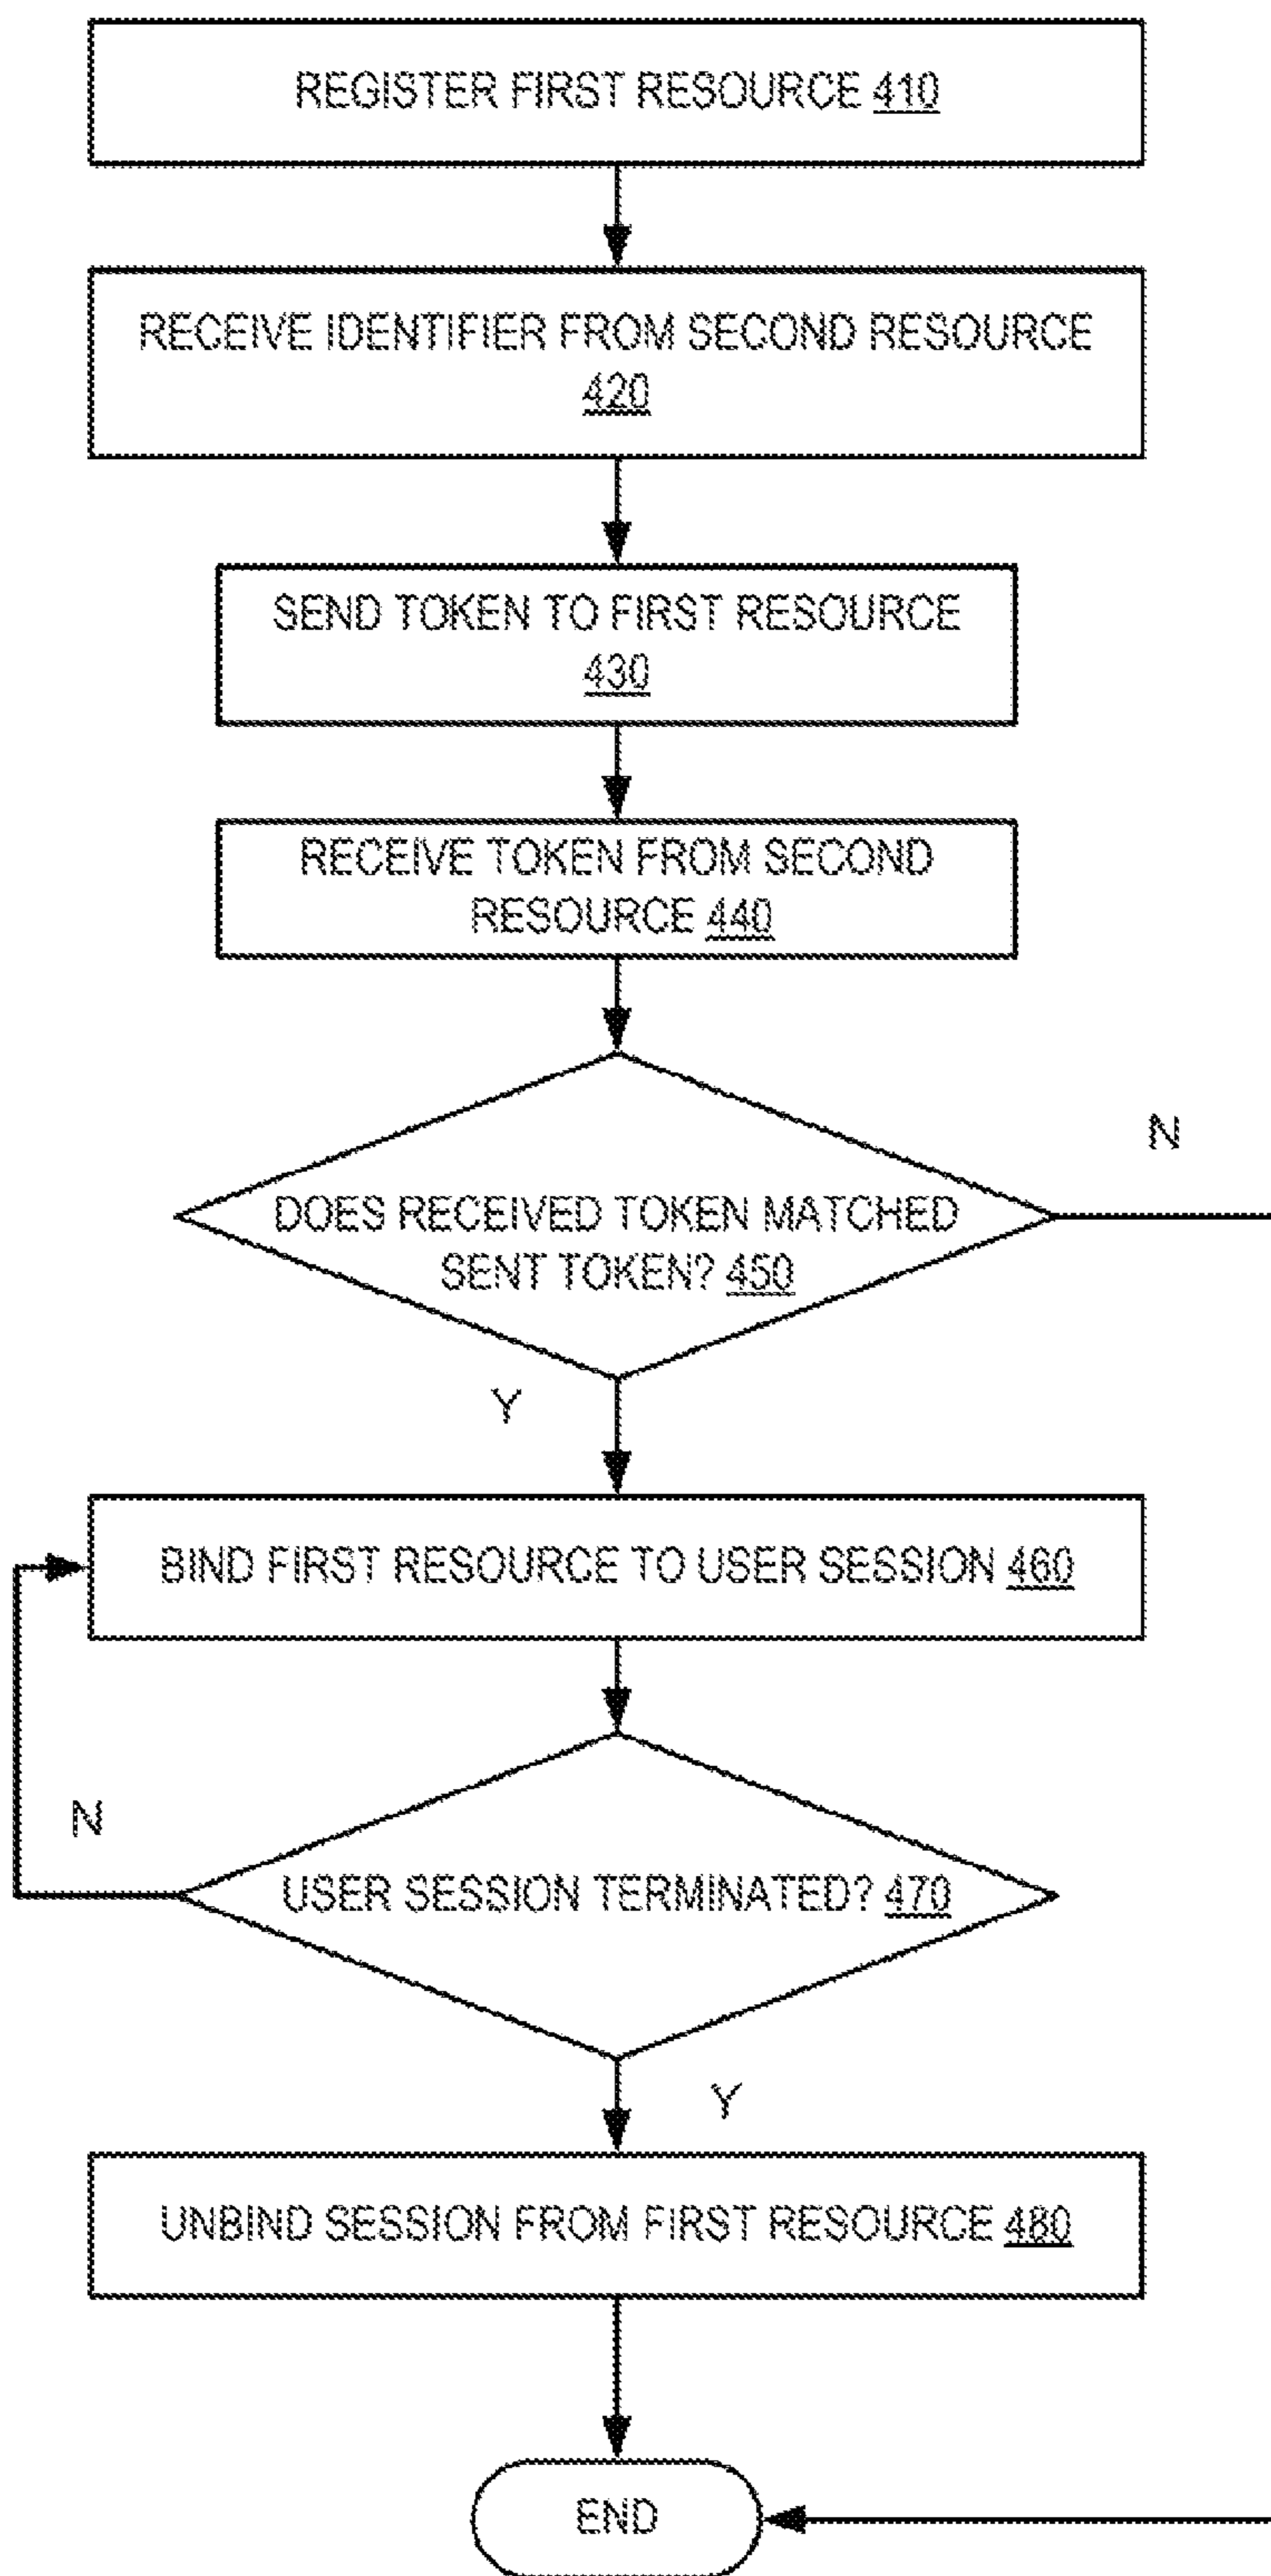 REGISTER FIRST RESOURCE 410
RECEIVE IDENTIFIER FROM SECOND RESOURCE
420
SEND TOKEN TO FIRST RESOURCE
430
RECEIVE TOKEN FROM SECOND
RESOURCE 440
N
DOES RECEIVED TOKEN MATCHED
SENT TOKEN? 450
Y
BIND FIRST RESOURCE TO USER SESSION 460
N
USER SESSION TERMINATED? 470
Y
UNBIND SESSION FROM FIRST RESOURCE 480
END